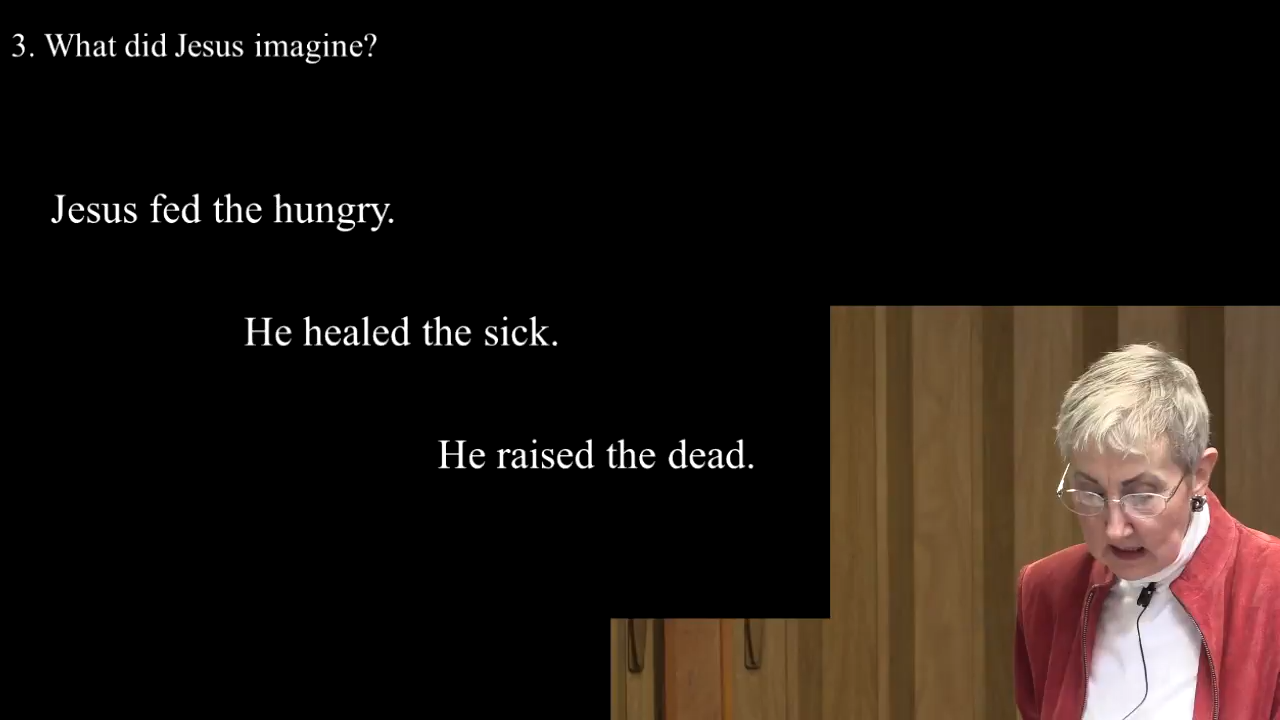 3. What did Jesus imagine?
Jesus fed the hungry.
He healed the sick.
He raised the dead.